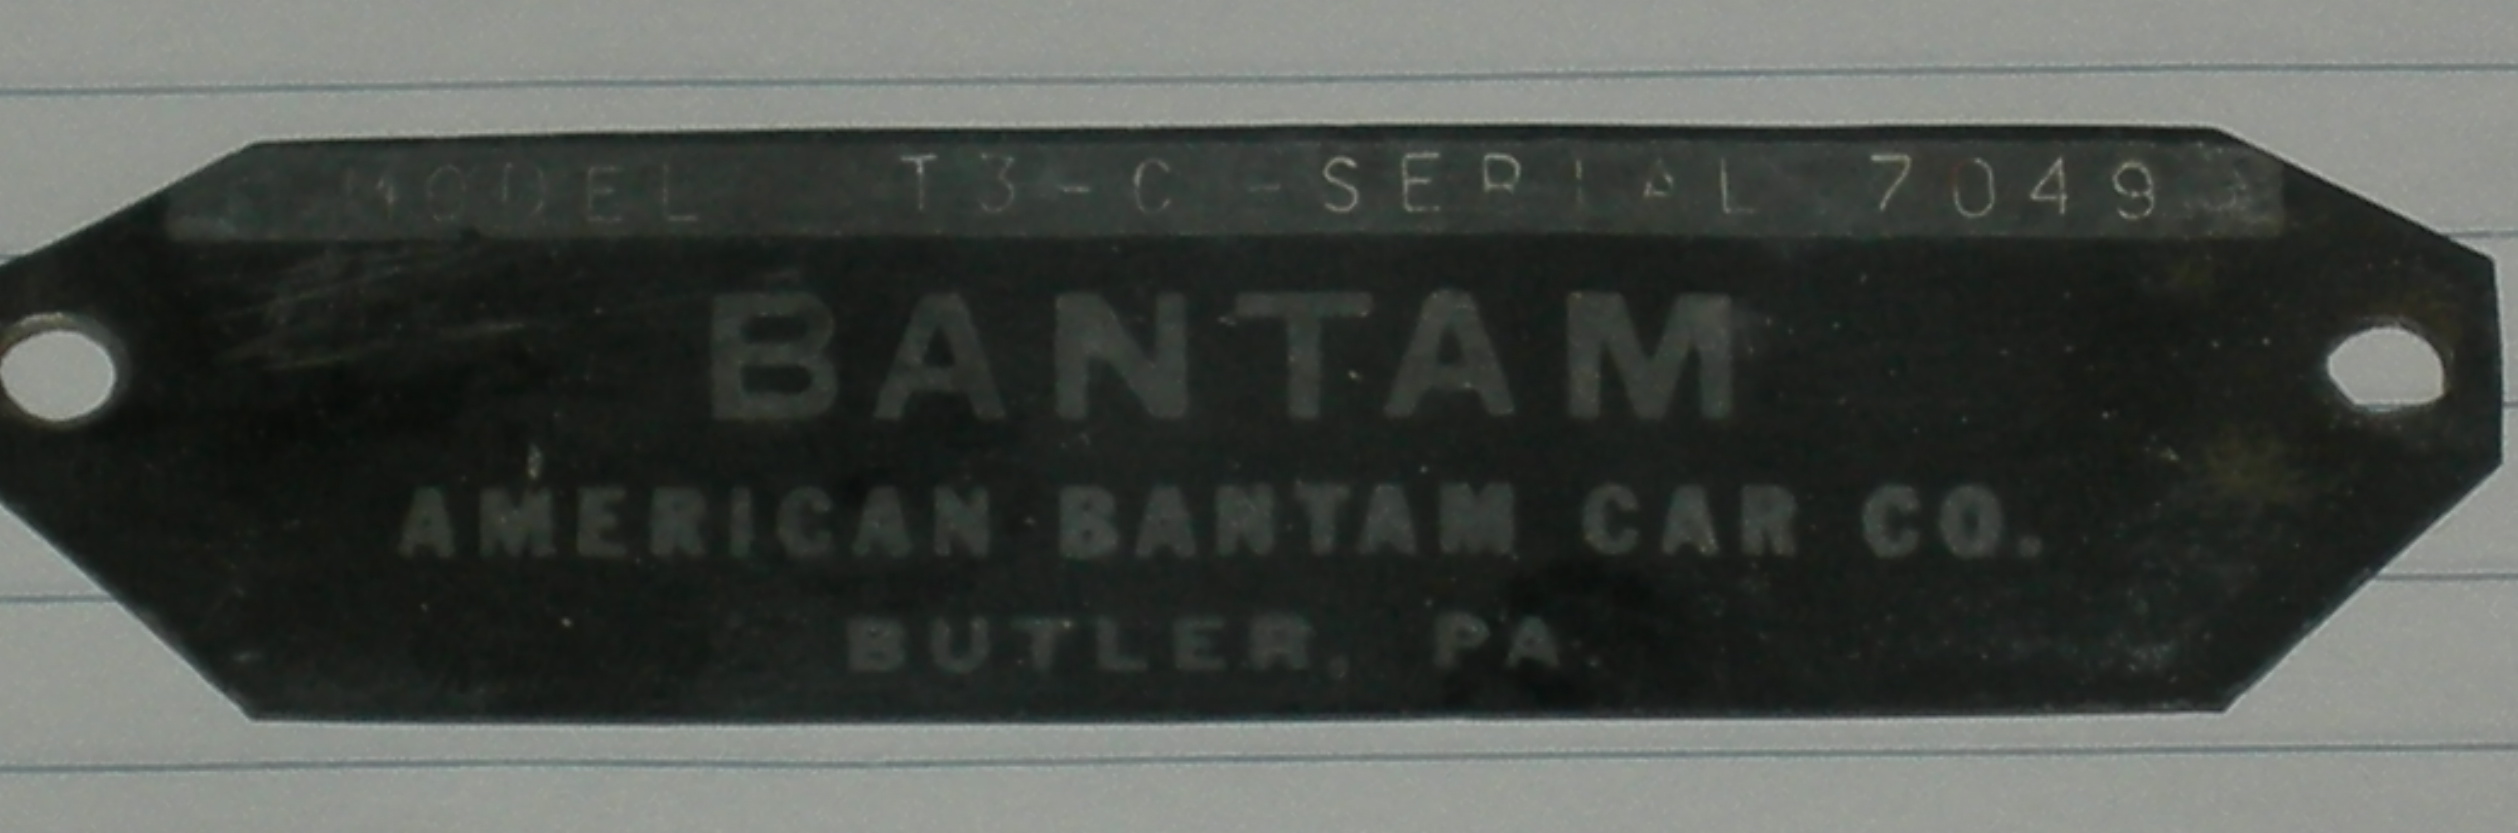 MODEL T3-C-SERIAL 7049
BANTAM
AMERICAN BANTAM CAR CO.
BUTLER, PA.